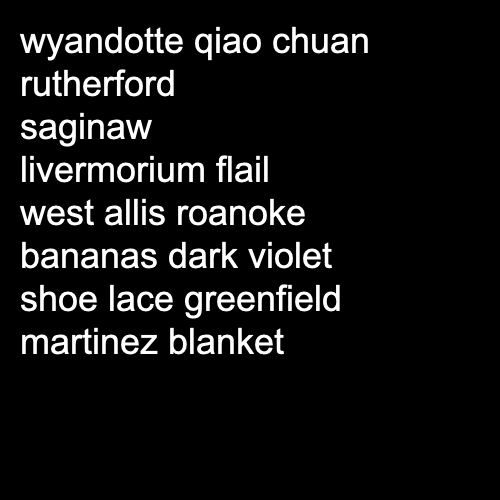 wyandotte qiao chuan
rutherford
saginaw
livermorium flail
west allis roanoke
bananas dark violet
shoe lace greenfield
martinez blanket